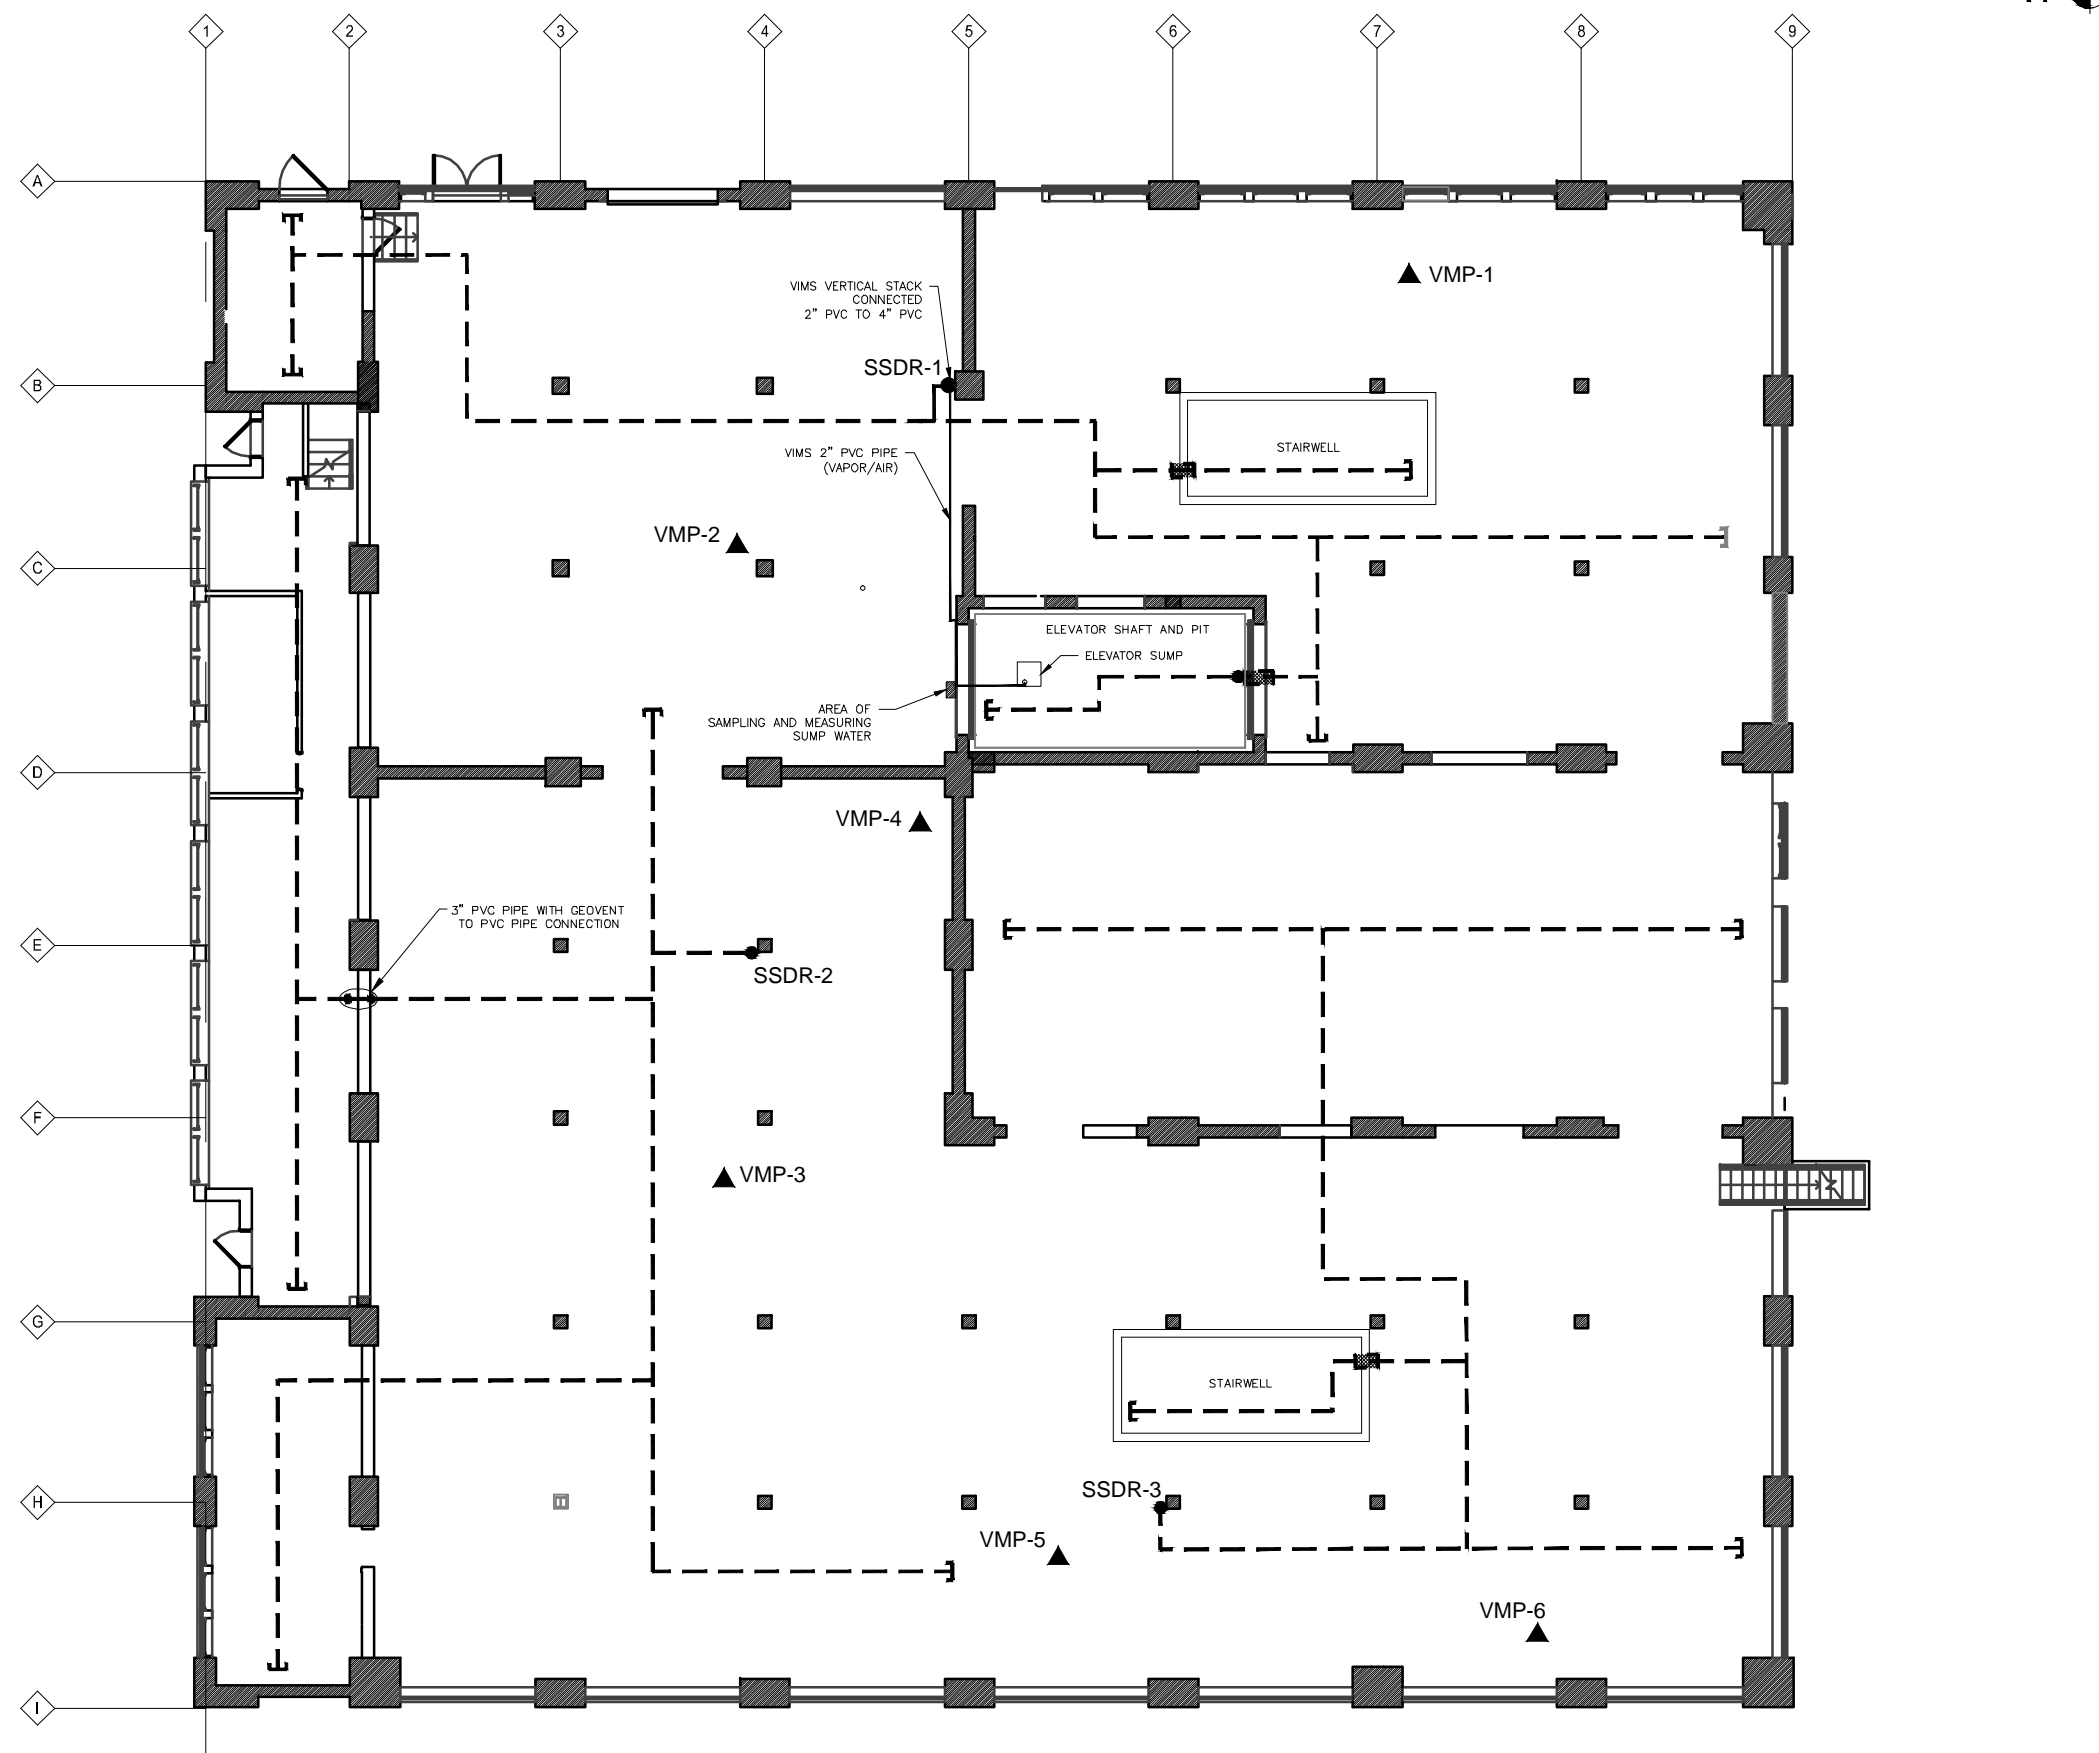 1
2
3
4
5
6
7
8
9
A
VMP-1
VIMS VERTICAL STACK
CONNECTED
2" PVC TO 4" PVC
SSDR-1
B
STAIRWELL
VIMS 2" PVC PIPE
(VAPOR/AIR)
VMP-2
C
ELEVATOR SHAFT AND PIT
ELEVATOR SUMP
AREA OF
SAMPLING AND MEASURING
SUMP WATER
D
VMP-4
3" PVC PIPE WITH GEOVENT
TO PVC PIPE CONNECTION
E
SSDR-2
F
VMP-3
G
STAIRWELL
SSDR-3
H
VMP-5
VMP-6
I